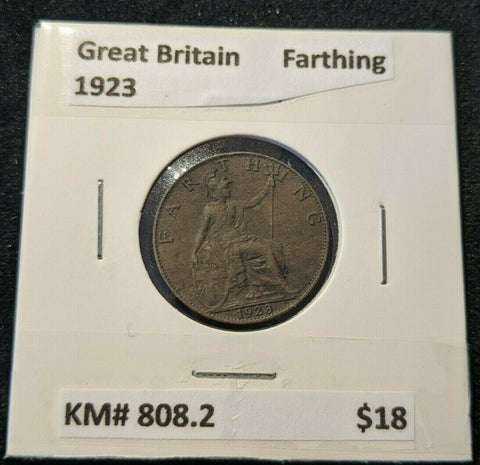 Great Britain Farthing
1923
FARTHING
1923
KM# 808.2 $18